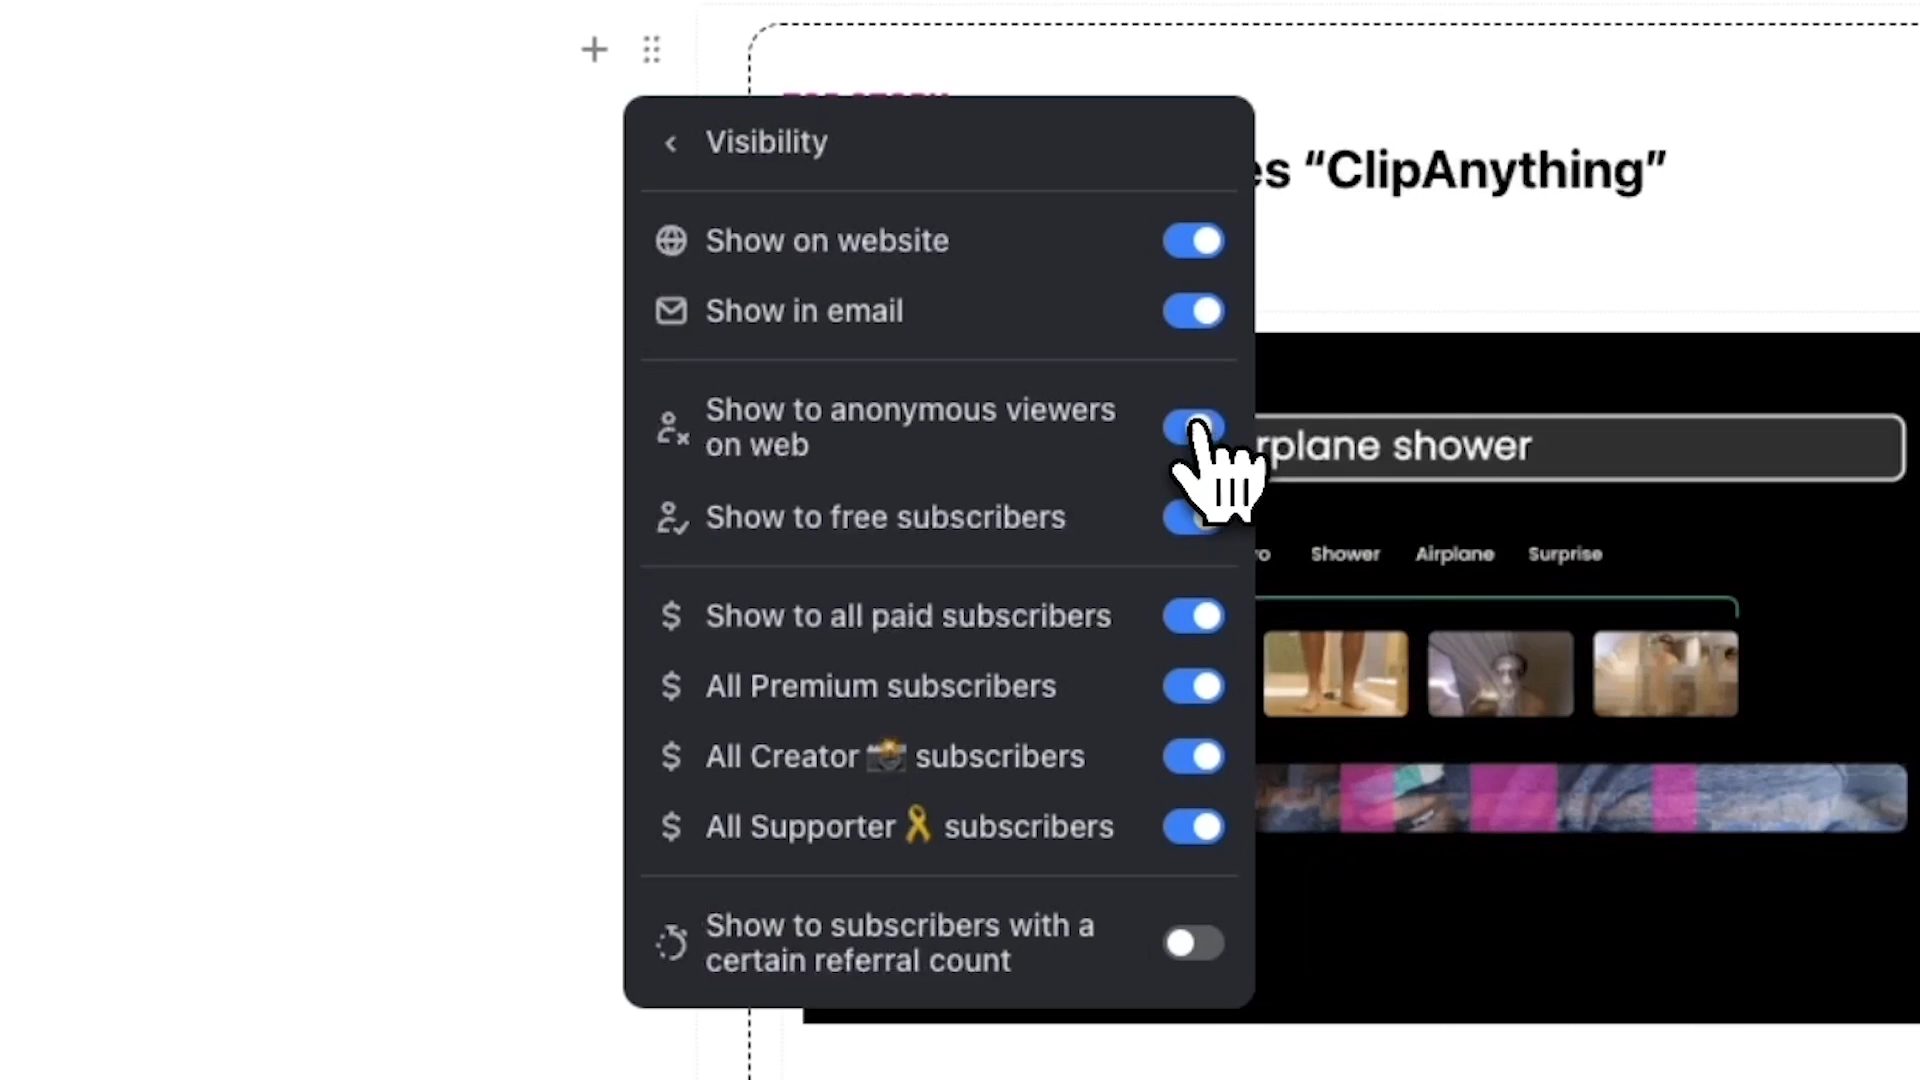 Visibility
es “ClipAnything”
Show on website
Show in email
Show to anonymous viewers
on web
rplane shower
Show to free subscribers
Shower Airplane Surprise
Show to all paid subscribers
All Premium subscribers
All Creator 📸 subscribers
All Supporter 🎗️ subscribers
Show to subscribers with a
certain referral count